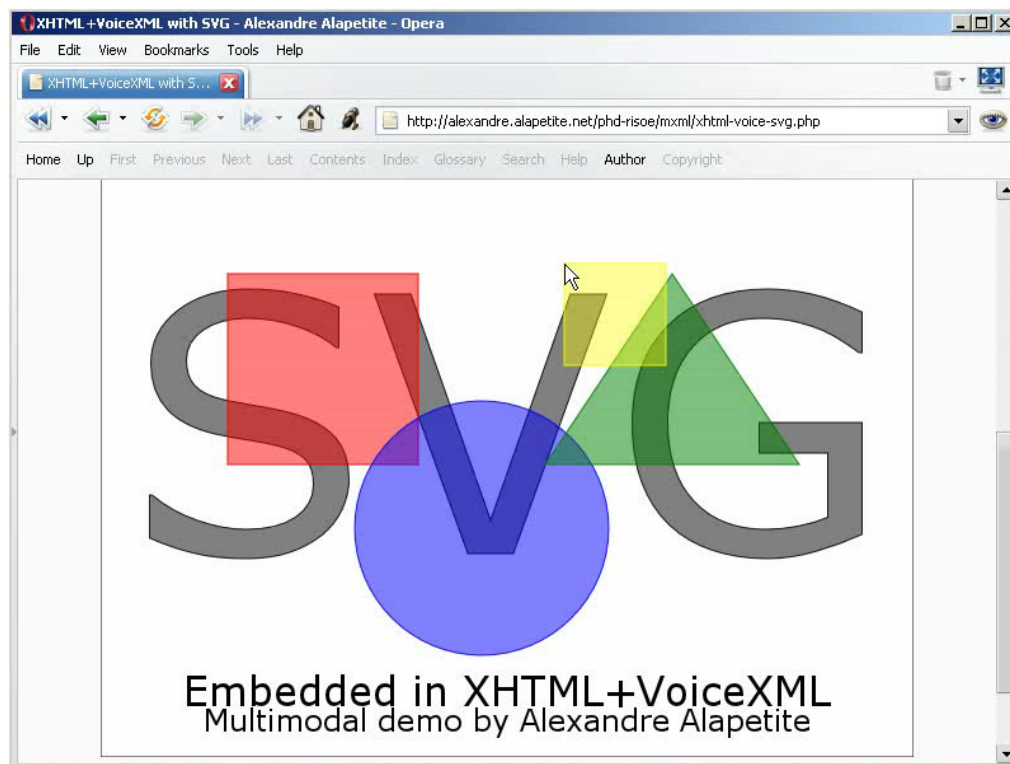 XHTML+VoiceXML with SVG - Alexandre Alapetite - Opera
File Edit View Bookmarks Tools Help
XHTML+VoiceXML with S...
http://alexandre.alapetite.net/phd-risoe/mxml/xhtml-voice-svg.php
Home Up First Previous Next Last Contents Index Glossary Search Help Author Copyright
SVG
Embedded in XHTML+VoiceXML
Multimodal demo by Alexandre Alapetite